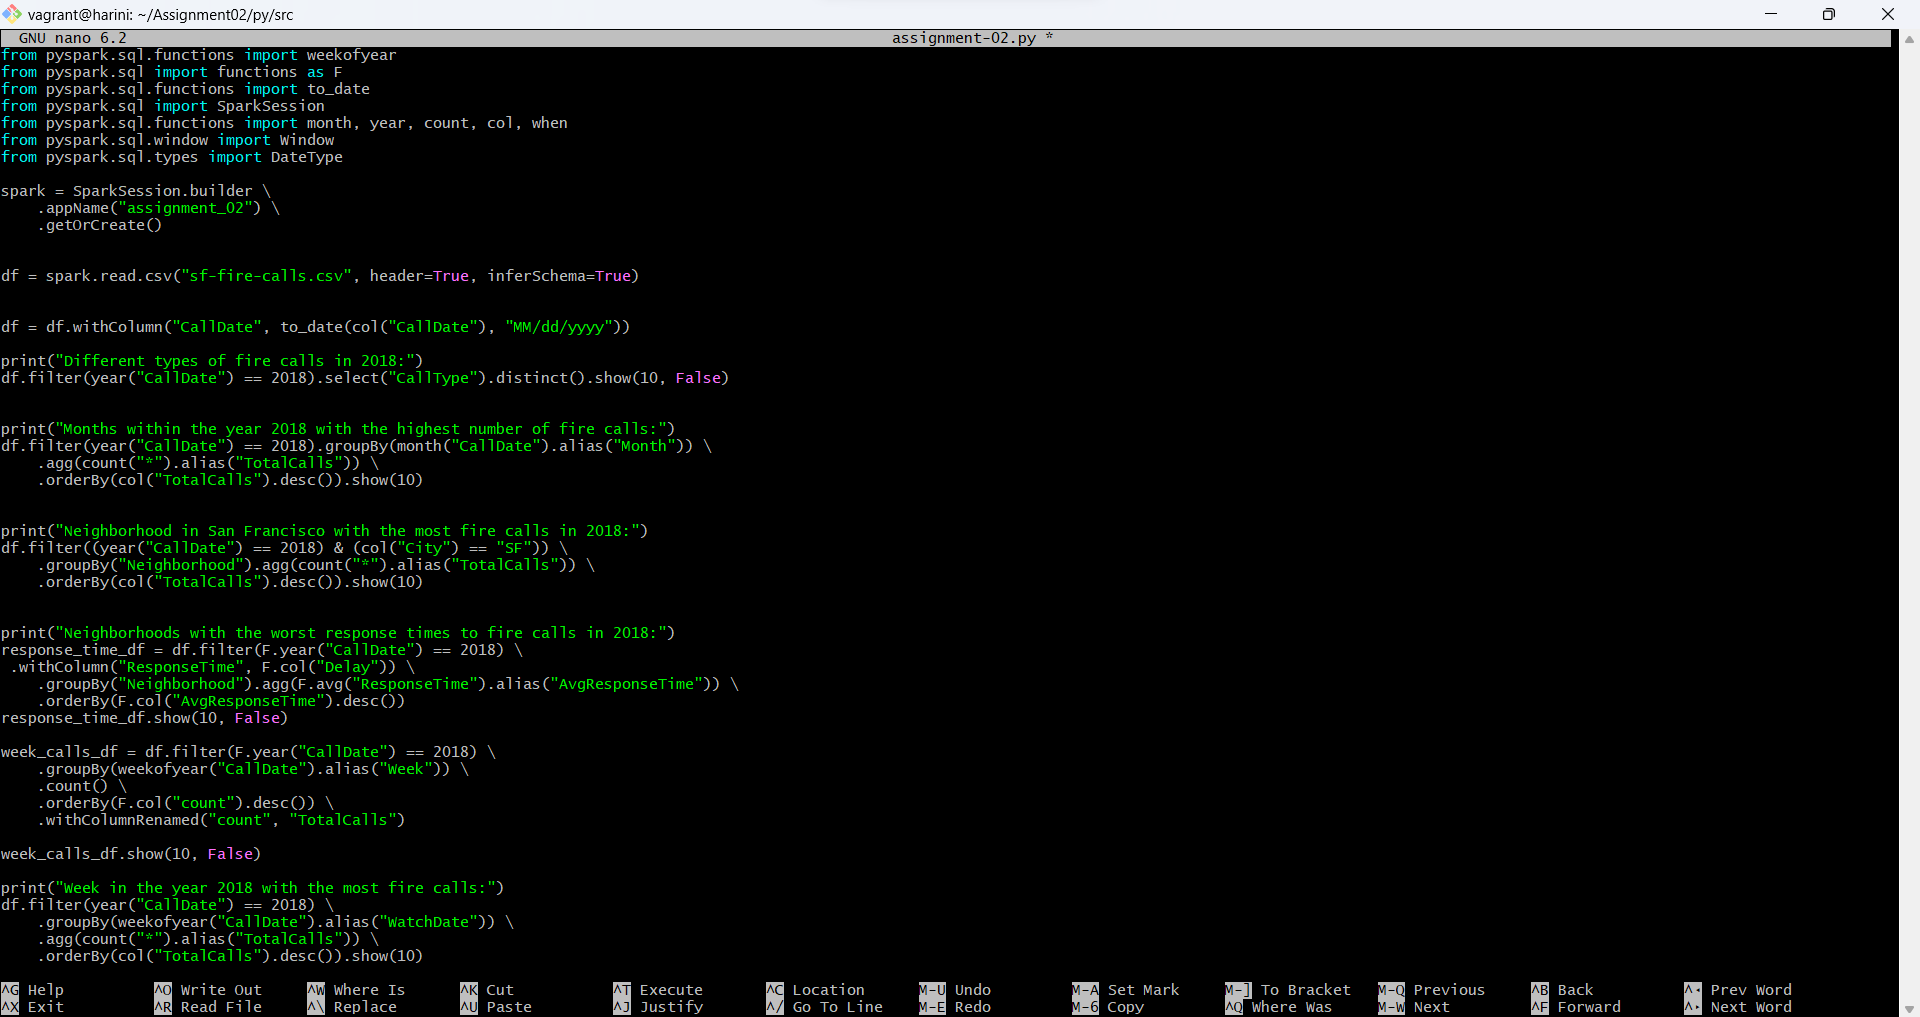 vagrant@harini: ~/Assignment02/py/src
GNU nano 6.2 assignment-02.py *
from pyspark.sql.functions import weekofyear
from pyspark.sql import functions as F
from pyspark.sql.functions import to_date
from pyspark.sql import SparkSession
from pyspark.sql.functions import month, year, count, col, when
from pyspark.sql.window import Window
from pyspark.sql.types import DateType
spark = SparkSession.builder \
    .appName("assignment_02") \
    .getOrCreate()
df = spark.read.csv("sf-fire-calls.csv", header=True, inferSchema=True)
df = df.withColumn("CallDate", to_date(col("CallDate"), "MM/dd/yyyy"))
print("Different types of fire calls in 2018:")
df.filter(year("CallDate") == 2018).select("CallType").distinct().show(10, False)
print("Months within the year 2018 with the highest number of fire calls:")
df.filter(year("CallDate") == 2018).groupBy(month("CallDate").alias("Month")) \
    .agg(count("*").alias("TotalCalls")) \
    .orderBy(col("TotalCalls").desc()).show(10)
print("Neighborhood in San Francisco with the most fire calls in 2018:")
df.filter((year("CallDate") == 2018) & (col("City") == "SF")) \
    .groupBy("Neighborhood").agg(count("*").alias("TotalCalls")) \
    .orderBy(col("TotalCalls").desc()).show(10)
print("Neighborhoods with the worst response times to fire calls in 2018:")
response_time_df = df.filter(F.year("CallDate") == 2018) \
 .withColumn("ResponseTime", F.col("Delay")) \
    .groupBy("Neighborhood").agg(F.avg("ResponseTime").alias("AvgResponseTime")) \
    .orderBy(F.col("AvgResponseTime").desc())
response_time_df.show(10, False)
week_calls_df = df.filter(F.year("CallDate") == 2018) \
    .groupBy(weekofyear("CallDate").alias("Week")) \
    .count() \
    .orderBy(F.col("count").desc()) \
    .withColumnRenamed("count", "TotalCalls")
week_calls_df.show(10, False)
print("Week in the year 2018 with the most fire calls:")
df.filter(year("CallDate") == 2018) \
    .groupBy(weekofyear("CallDate").alias("WatchDate")) \
    .agg(count("*").alias("TotalCalls")) \
    .orderBy(col("TotalCalls").desc()).show(10)
^G Help ^O Write Out ^W Where Is ^K Cut ^T Execute ^C Location M-U Undo M-A Set Mark M-] To Bracket M-Q Previous ^B Back ^◂ Prev Word
^X Exit ^R Read File ^\ Replace ^U Paste ^J Justify ^/ Go To Line M-E Redo M-6 Copy ^Q Where Was M-W Next ^F Forward ^▸ Next Word